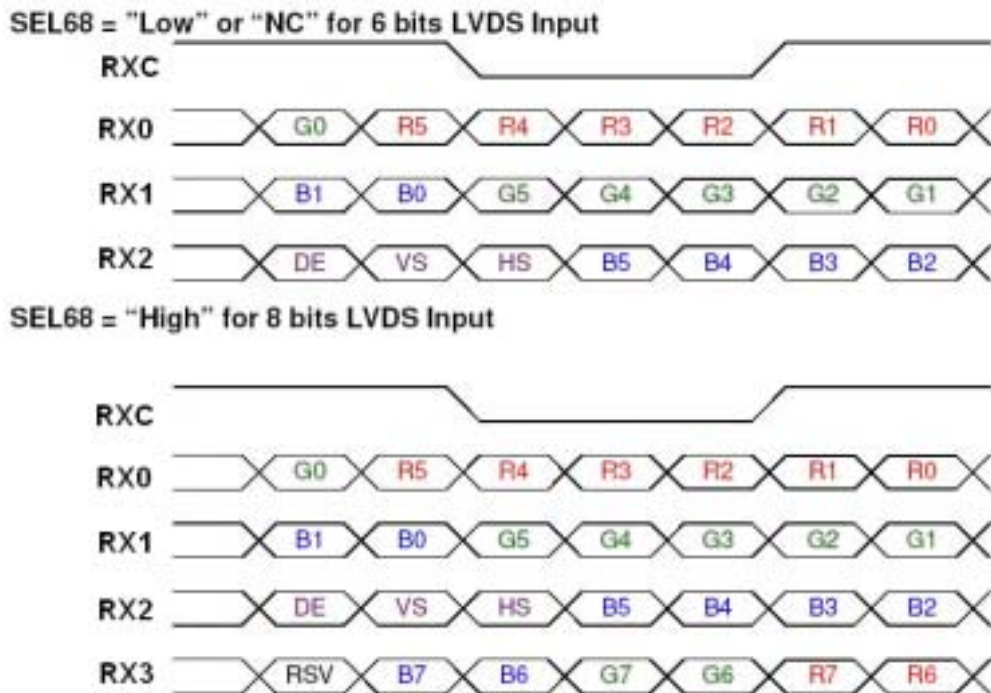 SEL68 = "Low" or "NC" for 6 bits LVDS Input
RXC
RX0 G0 R5 R4 R3 R2 R1 R0
RX1 B1 B0 G5 G4 G3 G2 G1
RX2 DE VS HS B5 B4 B3 B2
SEL68 = "High" for 8 bits LVDS Input
RXC
RX0 G0 R5 R4 R3 R2 R1 R0
RX1 B1 B0 G5 G4 G3 G2 G1
RX2 DE VS HS B5 B4 B3 B2
RX3 RSV B7 B6 G7 G6 R7 R6